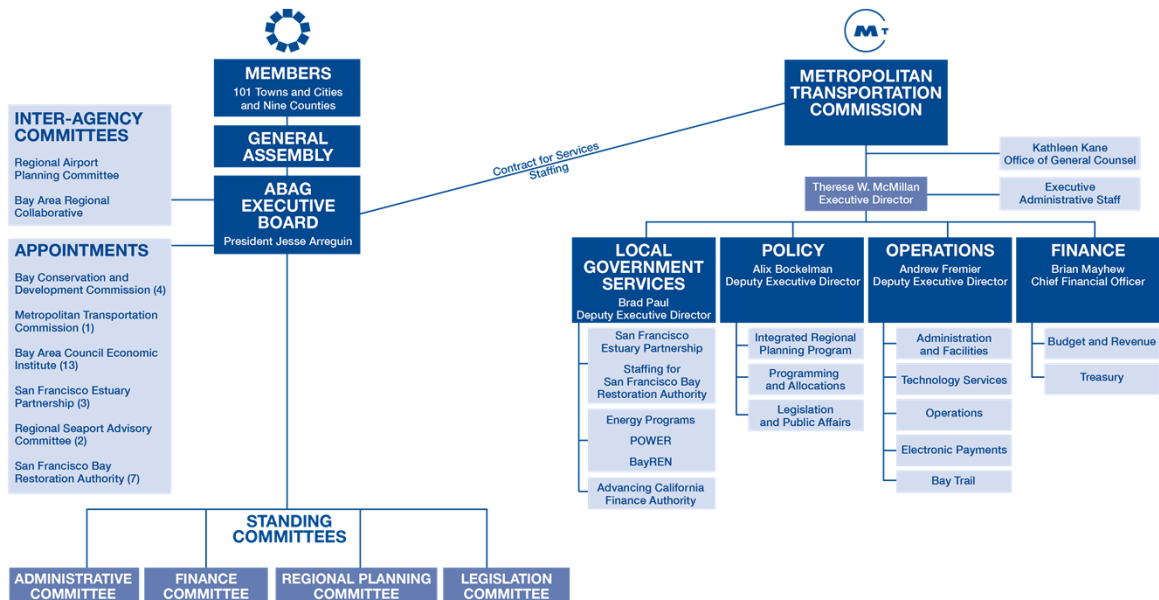 MEMBERS
101 Towns and Cities
and Nine Counties
GENERAL
ASSEMBLY
ABAG
EXECUTIVE
BOARD
President Jesse Arreguin
INTER-AGENCY
COMMITTEES
Regional Airport
Planning Committee
Bay Area Regional
Collaborative
APPOINTMENTS
Bay Conservation and
Development Commission (4)
Metropolitan Transportation
Commission (1)
Bay Area Council Economic
Institute (13)
San Francisco Estuary
Partnership (3)
Regional Seaport Advisory
Committee (2)
San Francisco Bay
Restoration Authority (7)
STANDING
COMMITTEES
ADMINISTRATIVE
COMMITTEE
FINANCE
COMMITTEE
REGIONAL PLANNING
COMMITTEE
LEGISLATION
COMMITTEE
Contract for Services
Staffing
M T
METROPOLITAN
TRANSPORTATION
COMMISSION
Kathleen Kane
Office of General Counsel
Therese W. McMillan
Executive Director
Executive
Administrative Staff
LOCAL
GOVERNMENT
SERVICES
Brad Paul
Deputy Executive Director
San Francisco
Estuary Partnership
Staffing for
San Francisco Bay
Restoration Authority
Energy Programs
POWER
BayREN
Advancing California
Finance Authority
POLICY
Alix Bockelman
Deputy Executive Director
Integrated Regional
Planning Program
Programming
and Allocations
Legislation
and Public Affairs
OPERATIONS
Andrew Fremier
Deputy Executive Director
Administration
and Facilities
Technology Services
Operations
Electronic Payments
Bay Trail
FINANCE
Brian Mayhew
Chief Financial Officer
Budget and Revenue
Treasury